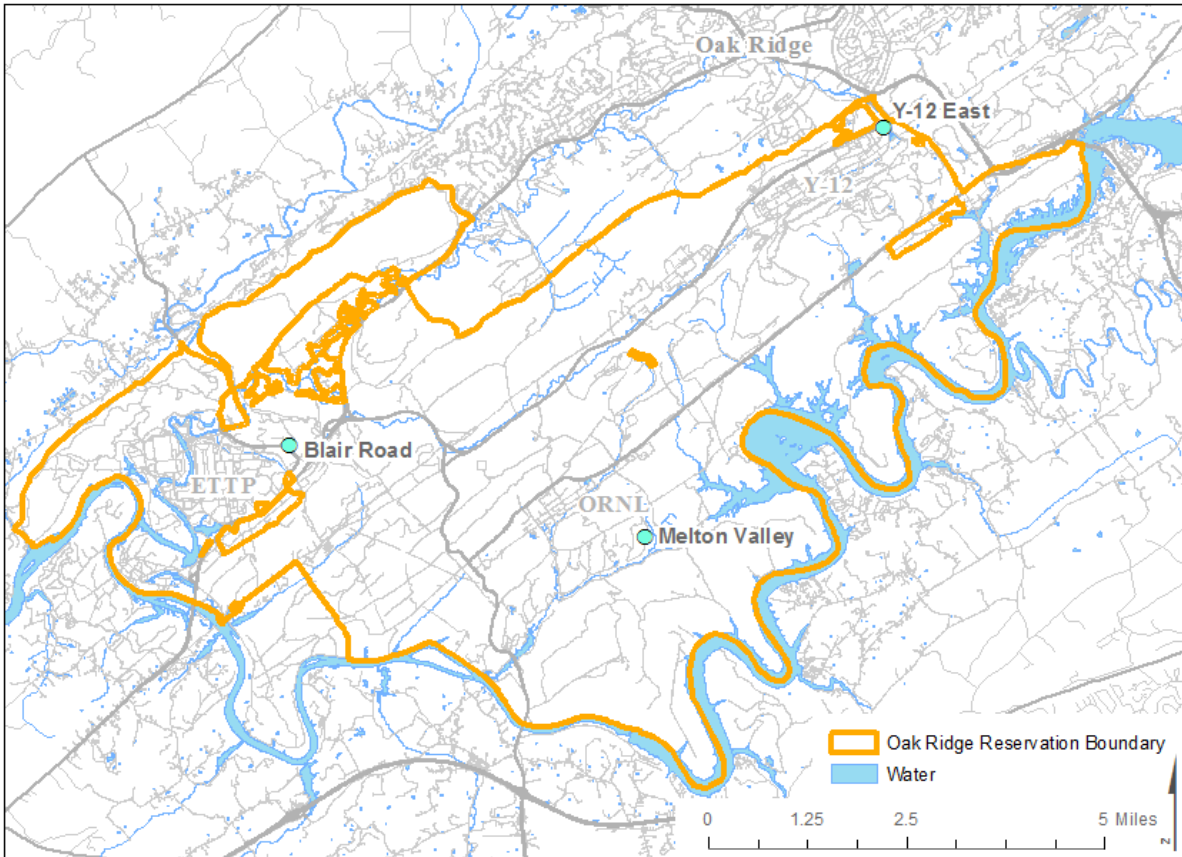 Oak Ridge
Y-12 East
Y-12
Blair Road
ETTP
ORNL
Melton Valley
Oak Ridge Reservation Boundary
Water
0 1.25 2.5 5 Miles
N